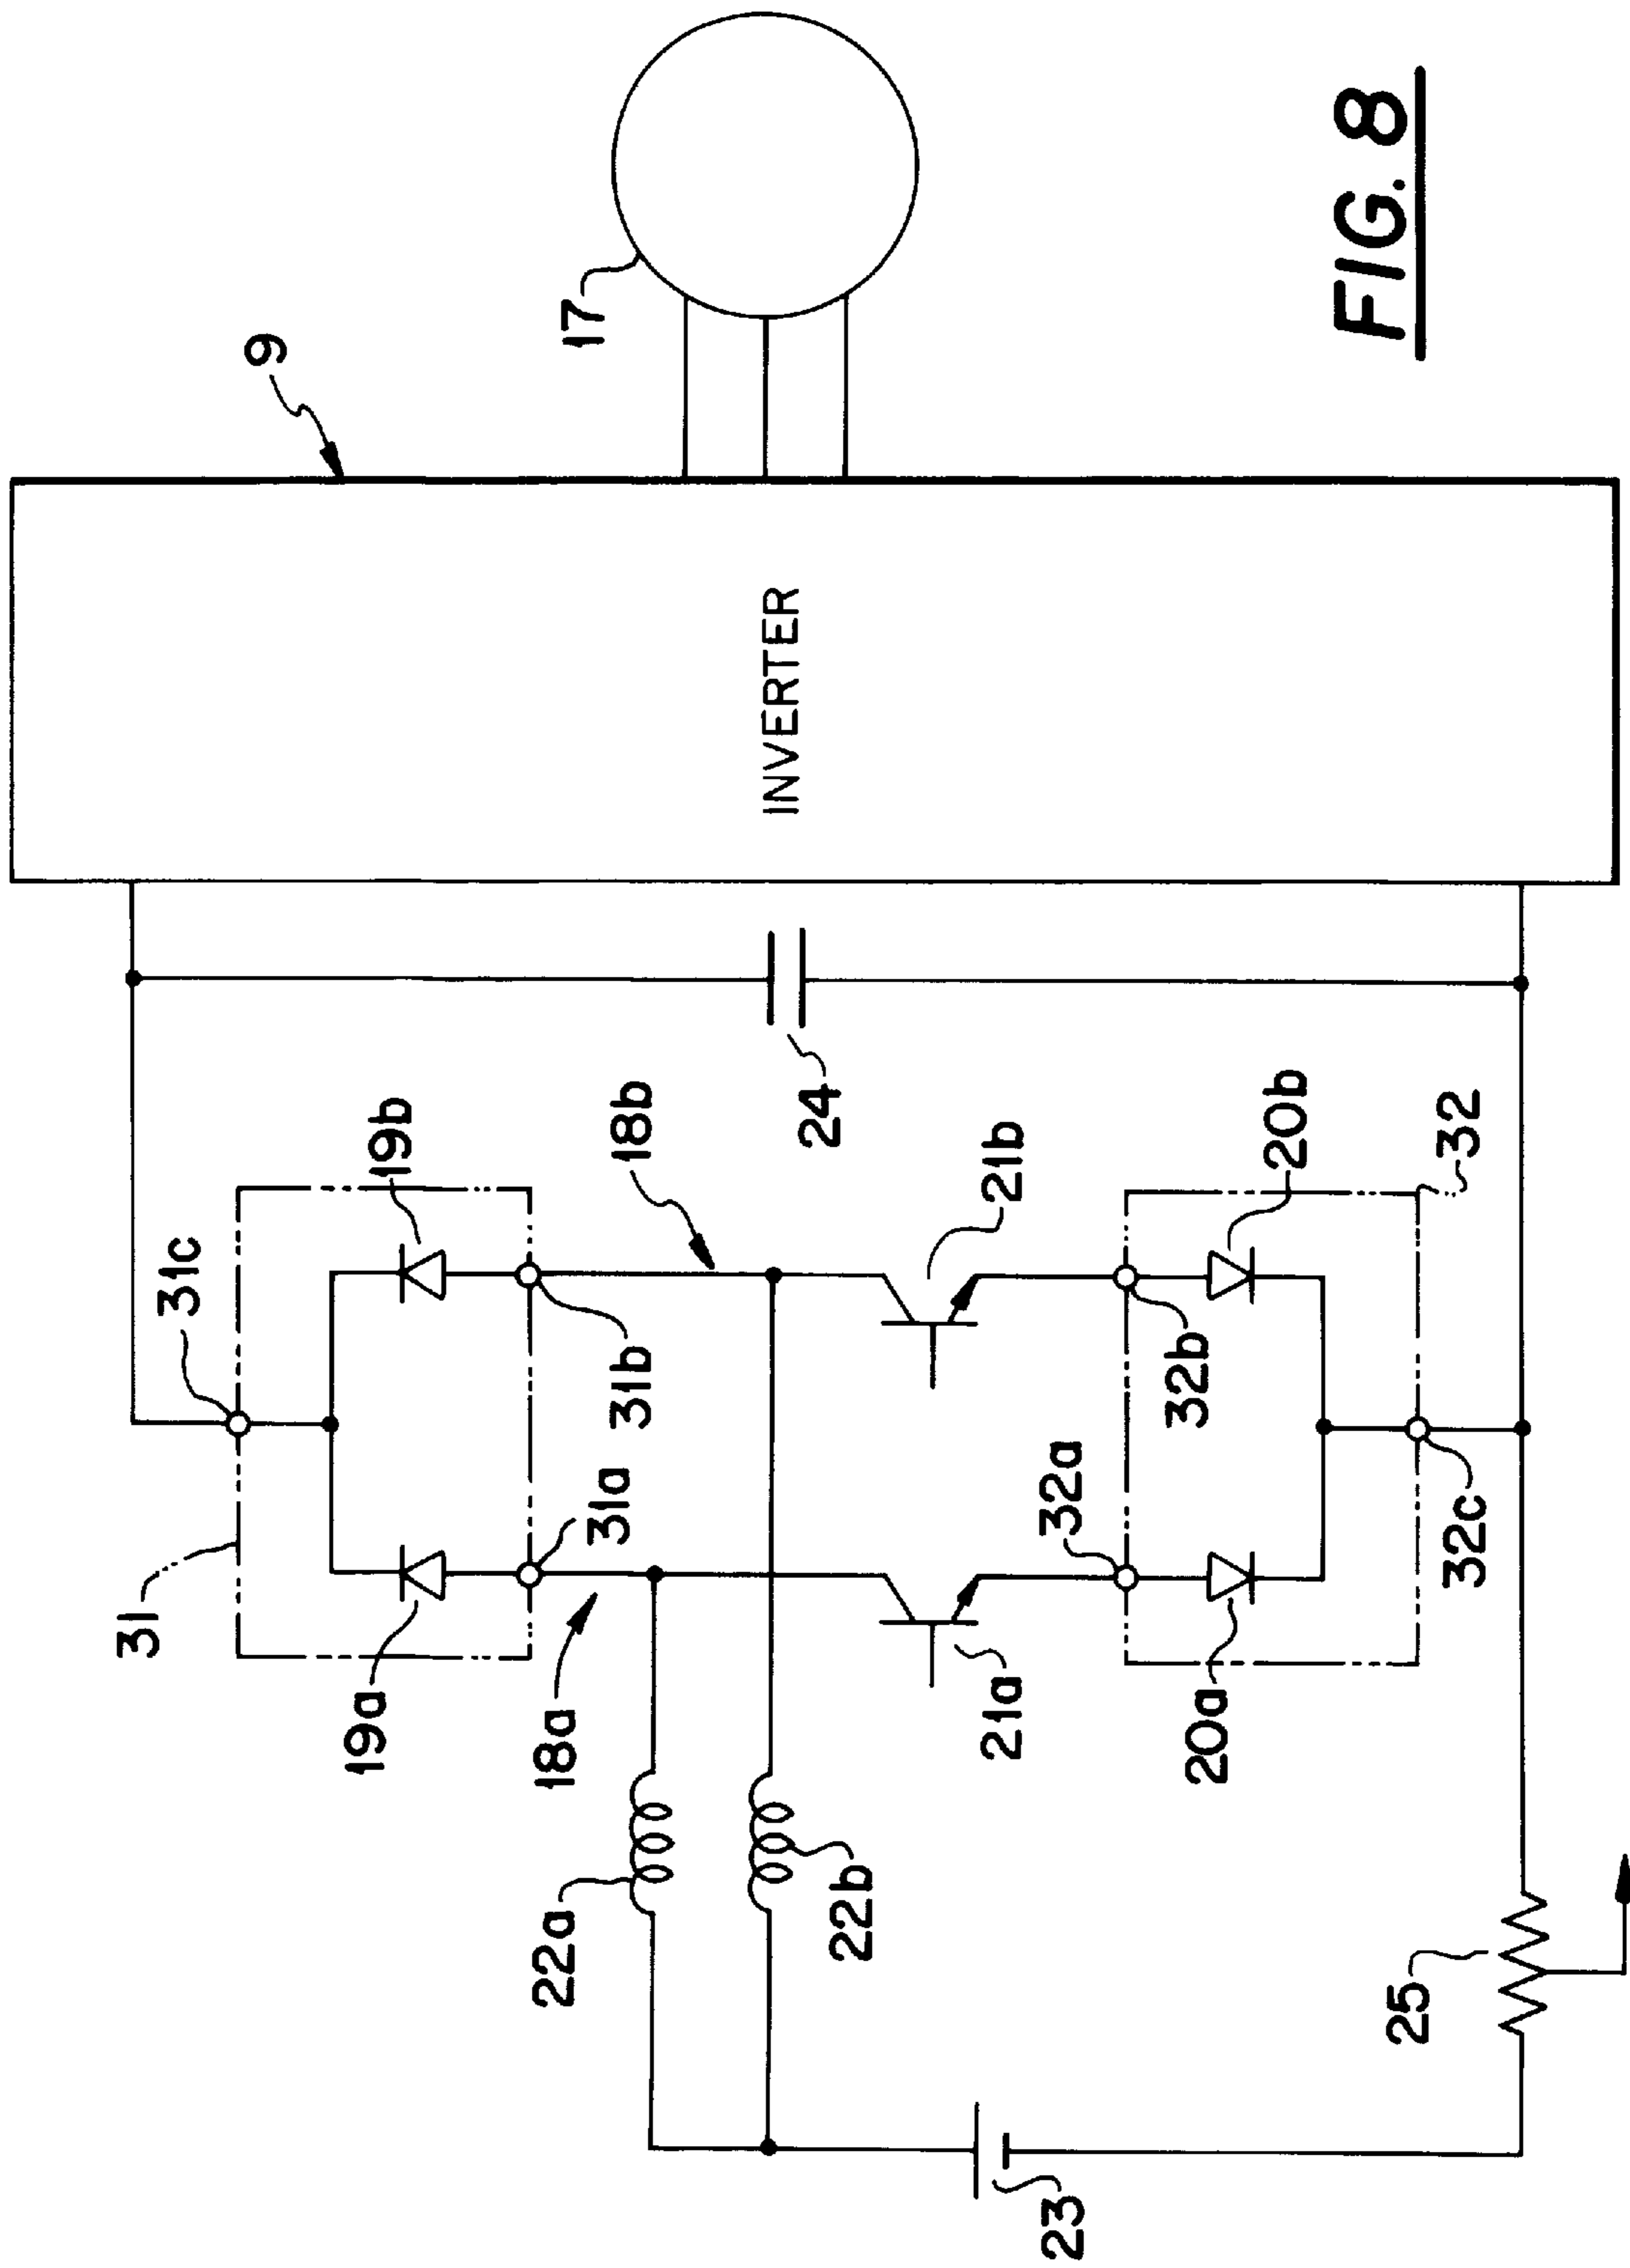 9
17
INVERTER
31c
19b
18b
24
31
31b
21b
20b
32
19a
31a
32b
18a
32a
22a
21a
20a
32c
22b
25
23
FIG. 8